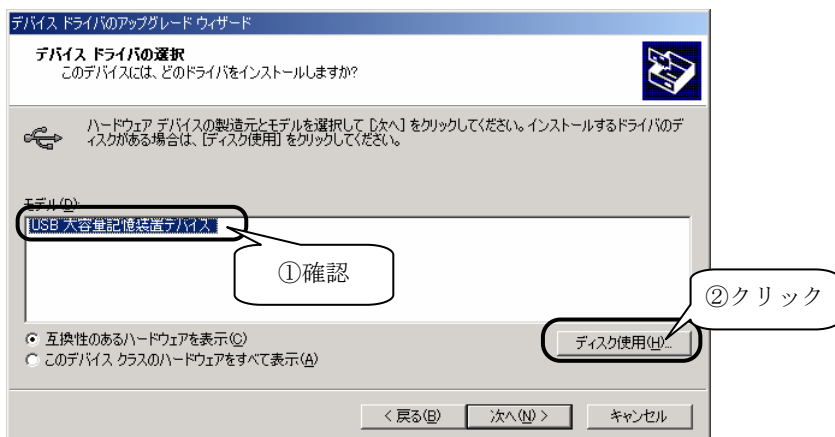 デバイス ドライバのアップグレード ウィザード
デバイス ドライバの選択
このデバイスには、どのドライバをインストールしますか?
ハードウェア デバイスの製造元とモデルを選択して [次へ] をクリックしてください。インストールするドライバのデ
ィスクがある場合は、[ディスク使用] をクリックしてください。
モデル(D):
USB 大容量記憶装置デバイス
①確認
②クリック
互換性のあるハードウェアを表示(C)
このデバイス クラスのハードウェアをすべて表示(A)
ディスク使用(H)...
< 戻る(B)
次へ(N) >
キャンセル